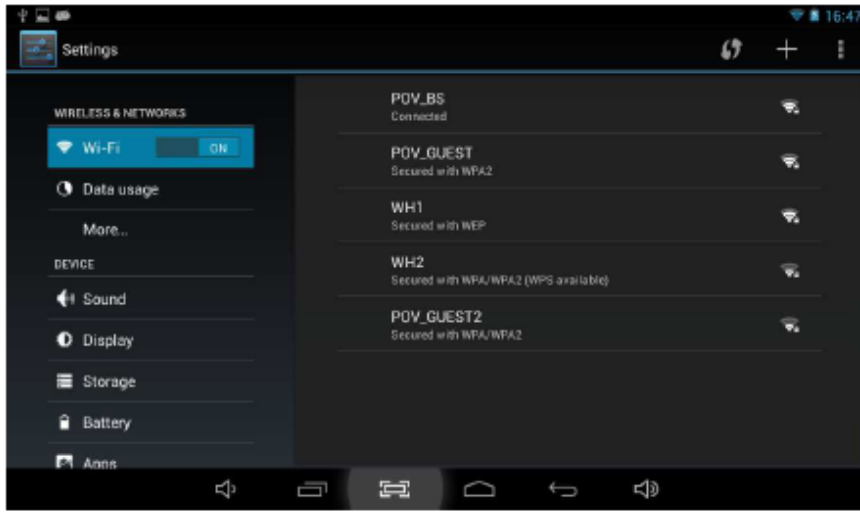 16:47
Settings
WIRELESS & NETWORKS
Wi-Fi ON
Data usage
More...
DEVICE
Sound
Display
Storage
Battery
Apps
POV_BS
Connected
POV_GUEST
Secured with WPA2
WH1
Secured with WEP
WH2
Secured with WPA/WPA2 (WPS available)
POV_GUEST2
Secured with WPA/WPA2